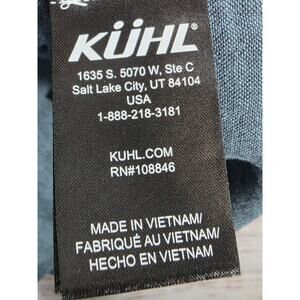 KÜHL
1635 S. 5070 W, Ste C
Salt Lake City, UT 84104
USA
1-888-218-3181
KUHL.COM
RN#108846
MADE IN VIETNAM/
FABRIQUÉ AU VIETNAM/
HECHO EN VIETNAM